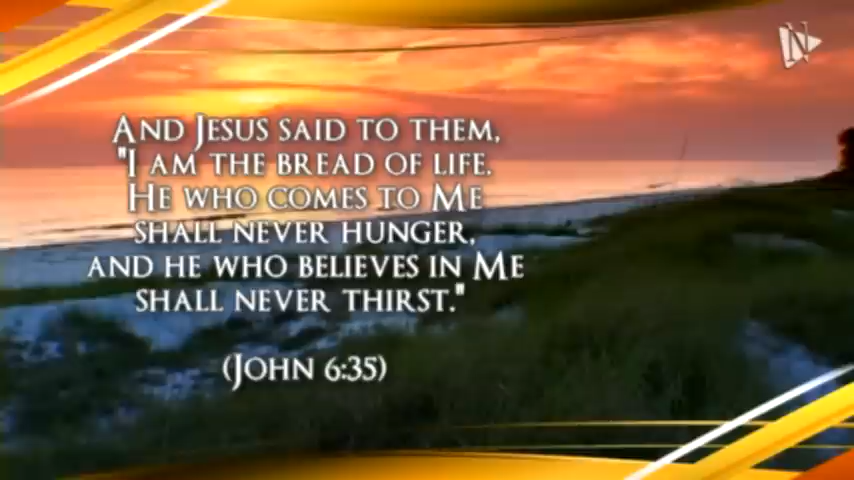 AND JESUS SAID TO THEM,
"I AM THE BREAD OF LIFE.
HE WHO COMES TO ME
SHALL NEVER HUNGER,
AND HE WHO BELIEVES IN ME
SHALL NEVER THIRST."
(JOHN 6:35)
N